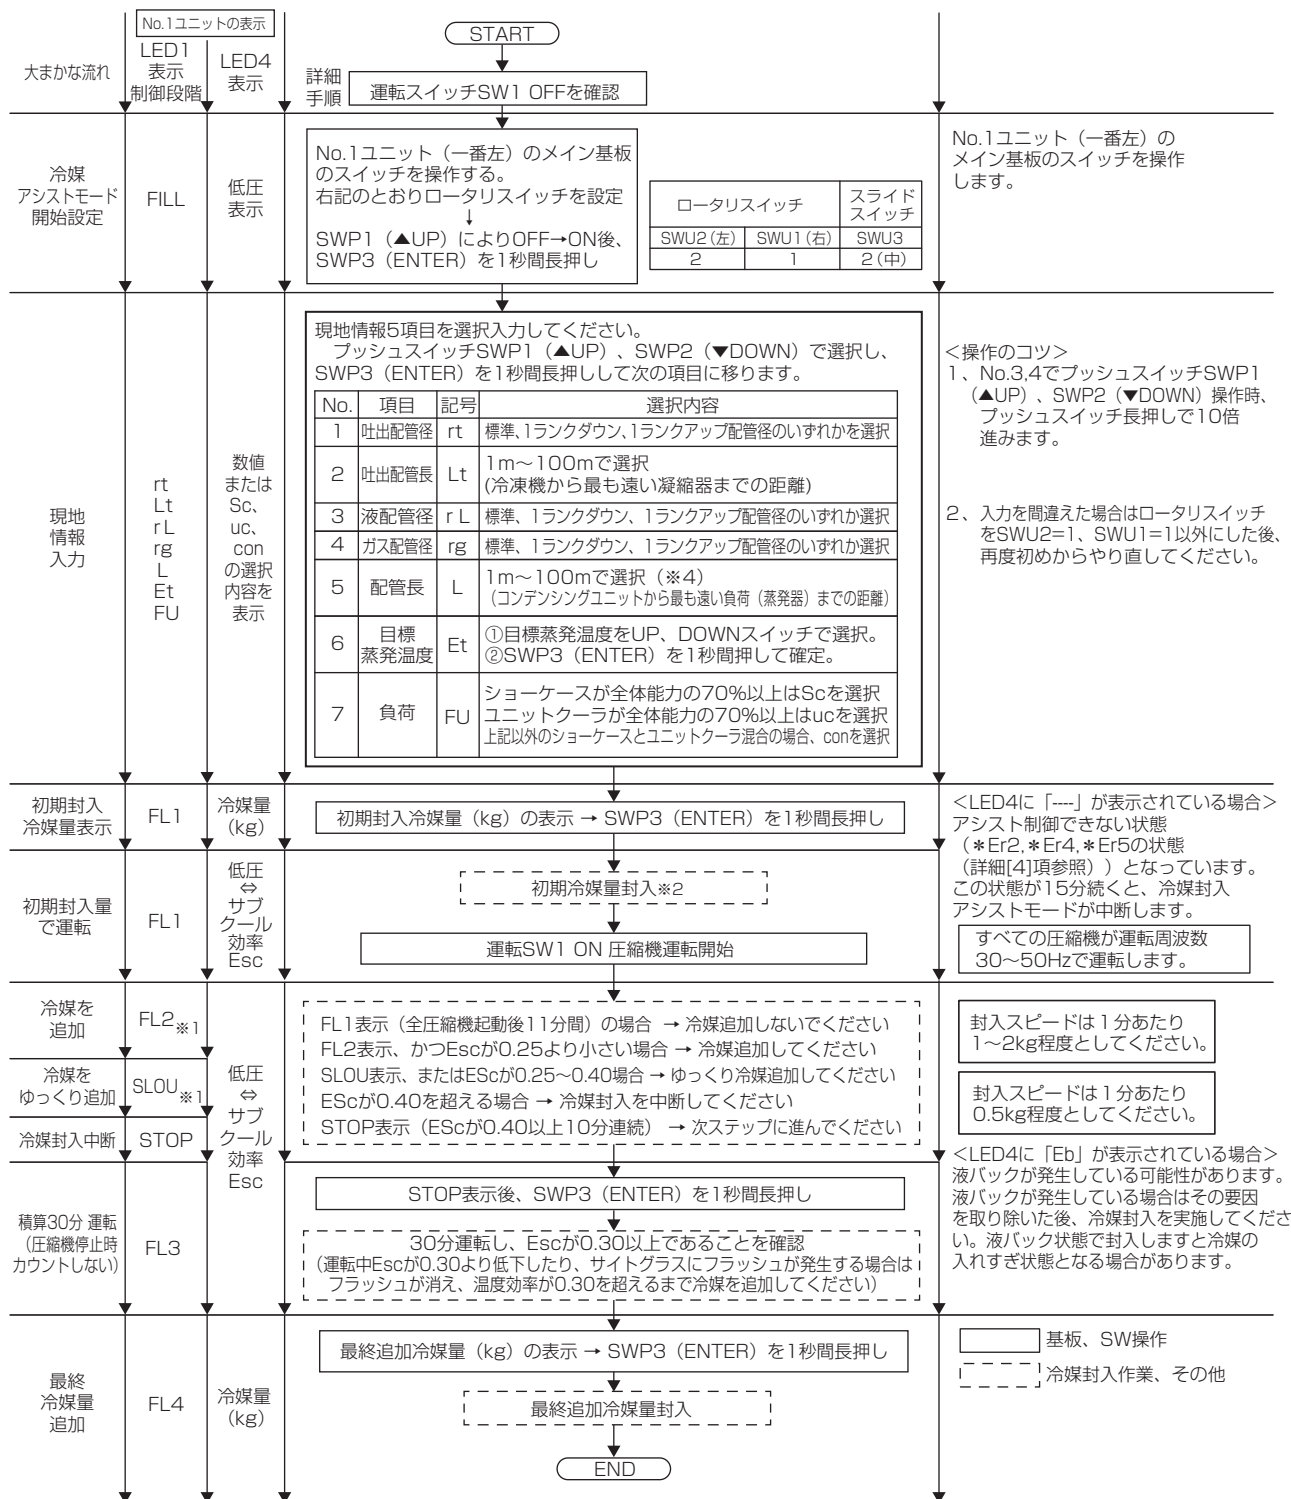 No.1ユニットの表示
大まかな流れ
LED1
表示
制御段階
LED4
表示
詳細
手順
START
運転スイッチSW1 OFFを確認
冷媒
アシストモード
開始設定
FILL
低圧
表示
No.1ユニット（一番左）のメイン基板
のスイッチを操作する。
右記のとおりロータリスイッチを設定
↓
SWP1（▲UP）によりOFF→ON後、
SWP3（ENTER）を1秒間長押し
ロータリスイッチ
スライド
スイッチ
SWU2(左) SWU1(右) SWU3
2 1 2(中)
No.1ユニット（一番左）の
メイン基板のスイッチを操作
します。
現地
情報
入力
rt
Lt
rL
rg
L
Et
FU
数値
または
Sc、
uc、
con
の選択
内容を
表示
現地情報5項目を選択入力してください。
プッシュスイッチSWP1（▲UP）、SWP2（▼DOWN）で選択し、
SWP3（ENTER）を1秒間長押しして次の項目に移ります。
No. 項目 記号 選択内容
1 吐出配管径 rt 標準、1ランクダウン、1ランクアップ配管径のいずれかを選択
2 吐出配管長 Lt 1m～100mで選択
(冷凍機から最も遠い凝縮器までの距離)
3 液配管径 rL 標準、1ランクダウン、1ランクアップ配管径のいずれか選択
4 ガス配管径 rg 標準、1ランクダウン、1ランクアップ配管径のいずれか選択
5 配管長 L 1m～100mで選択（※4）
（コンデンシングユニットから最も遠い負荷（蒸発器）までの距離）
6 目標
蒸発温度 Et ①目標蒸発温度をUP、DOWNスイッチで選択。
②SWP3（ENTER）を1秒間押して確定。
7 負荷 FU ショーケースが全体能力の70%以上はScを選択
ユニットクーラが全体能力の70%以上はucを選択
上記以外のショーケースとユニットクーラ混合の場合、conを選択
＜操作のコツ＞
1、No.3,4でプッシュスイッチSWP1
（▲UP）、SWP2（▼DOWN）操作時、
プッシュスイッチ長押しで10倍
進みます。
2、入力を間違えた場合はロータリスイッチ
をSWU2=1、SWU1=1以外にした後、
再度初めからやり直してください。
初期封入
冷媒量表示
FL1
冷媒量
(kg)
初期封入冷媒量（kg）の表示 → SWP3（ENTER）を1秒間長押し
初期封入量
で運転
FL1
低圧
⇔
サブ
クール
効率
Esc
初期冷媒量封入※2
運転SW1 ON 圧縮機運転開始
＜LED4に「----」が表示されている場合＞
アシスト制御できない状態
（＊Er2,＊Er4,＊Er5の状態
（詳細[4]項参照））となっています。
この状態が15分続くと、冷媒封入
アシストモードが中断します。
すべての圧縮機が運転周波数
30～50Hzで運転します。
冷媒を
追加
FL2※1
冷媒を
ゆっくり追加
SLOU※1
冷媒封入中断
STOP
低圧
⇔
サブ
クール
効率
Esc
FL1表示（全圧縮機起動後11分間）の場合 → 冷媒追加しないでください
FL2表示、かつEscが0.25より小さい場合 → 冷媒追加してください
SLOU表示、またはEScが0.25～0.40場合 → ゆっくり冷媒追加してください
EScが0.40を超える場合 → 冷媒封入を中断してください
STOP表示（EScが0.40以上10分連続） → 次ステップに進んでください
封入スピードは１分あたり
1～2kg程度としてください。
封入スピードは１分あたり
0.5kg程度としてください。
＜LED4に「Eb」が表示されている場合＞
液バックが発生している可能性があります。
液バックが発生している場合はその要因
を取り除いた後、冷媒封入を実施してくださ
い。液バック状態で封入しますと冷媒の
入れすぎ状態となる場合があります。
積算30分 運転
（圧縮機停止時
カウントしない）
FL3
STOP表示後、SWP3（ENTER）を1秒間長押し
30分運転し、Escが0.30以上であることを確認
（運転中Escが0.30より低下したり、サイトグラスにフラッシュが発生する場合は
フラッシュが消え、温度効率が0.30を超えるまで冷媒を追加してください）
最終
冷媒量
追加
FL4
冷媒量
(kg)
最終追加冷媒量（kg）の表示 → SWP3（ENTER）を1秒間長押し
最終追加冷媒量封入
END
基板、SW操作
冷媒封入作業、その他